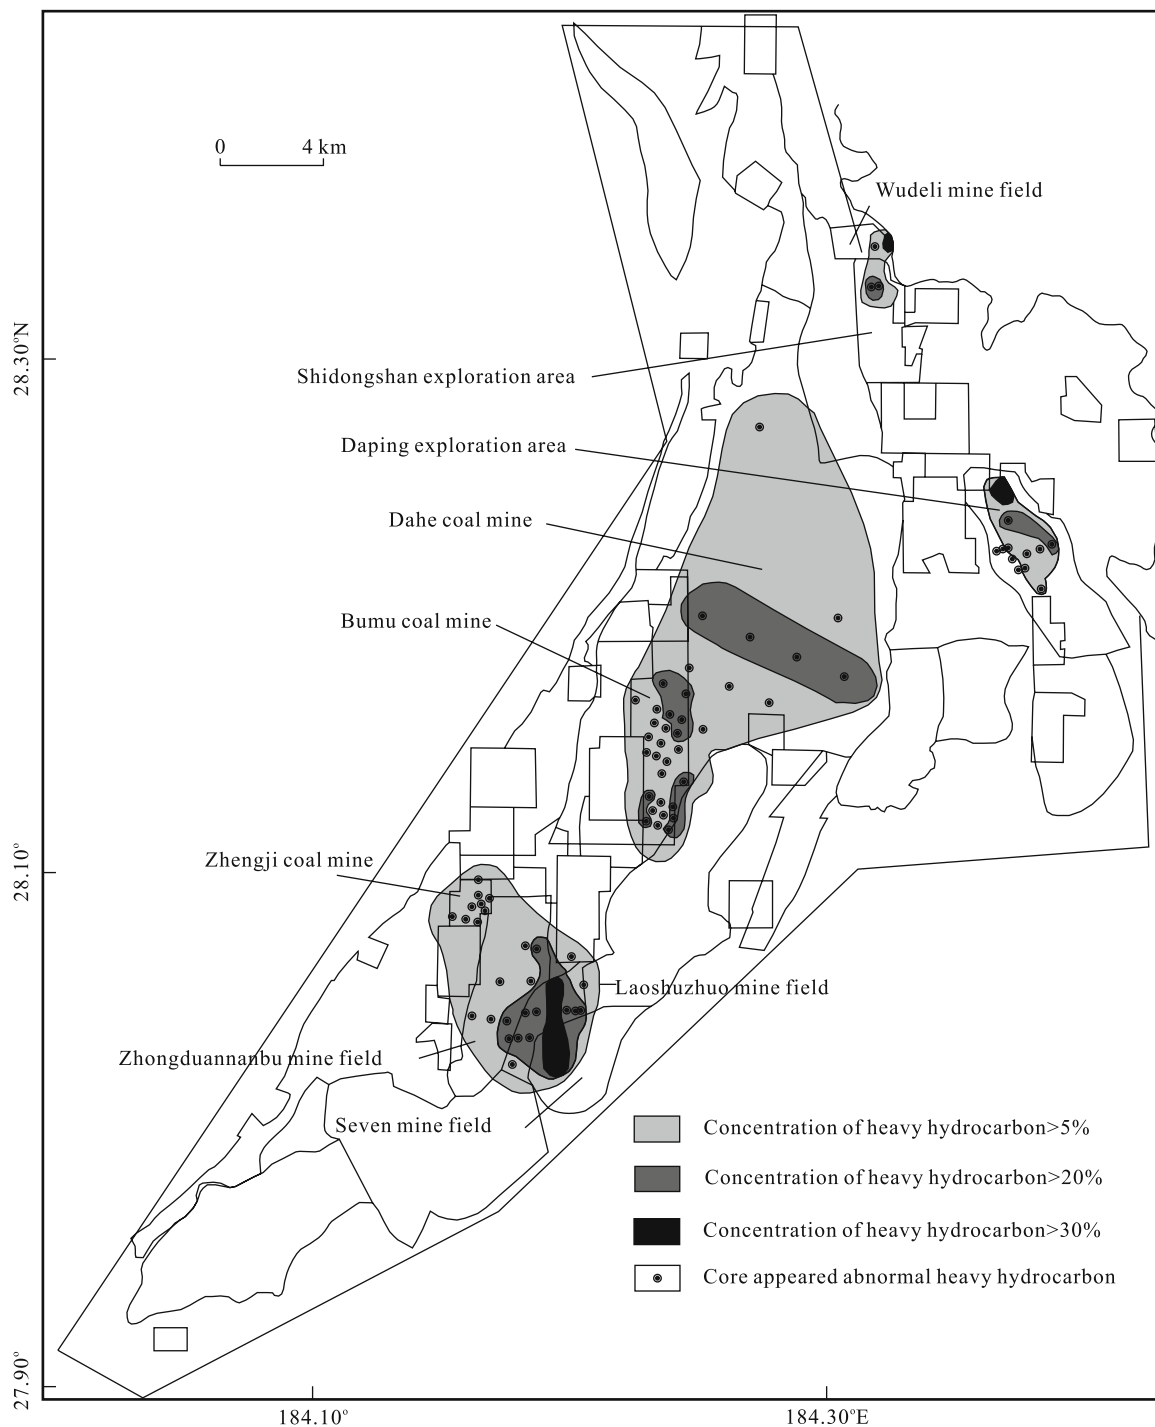 0 4 km
Wudeli mine field
28.30°N
Shidongshan exploration area
Daping exploration area
Dahe coal mine
Bumu coal mine
Zhengji coal mine
28.10°
Laoshuzhuo mine field
Zhongduannanbu mine field
Seven mine field
Concentration of heavy hydrocarbon>5%
Concentration of heavy hydrocarbon>20%
Concentration of heavy hydrocarbon>30%
Core appeared abnormal heavy hydrocarbon
27.90°
184.10° 184.30°E